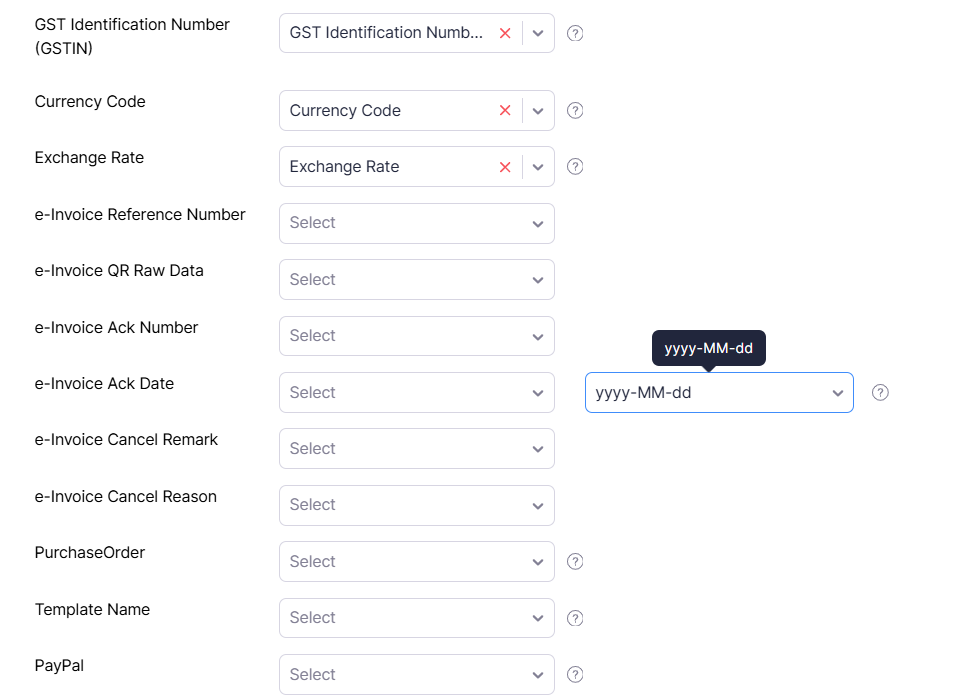 GST Identification Number
(GSTIN)
GST Identification Numb...
Currency Code
Currency Code
Exchange Rate
Exchange Rate
e-Invoice Reference Number
Select
e-Invoice QR Raw Data
Select
e-Invoice Ack Number
Select
yyyy-MM-dd
e-Invoice Ack Date
Select
yyyy-MM-dd
e-Invoice Cancel Remark
Select
e-Invoice Cancel Reason
Select
PurchaseOrder
Select
Template Name
Select
PayPal
Select